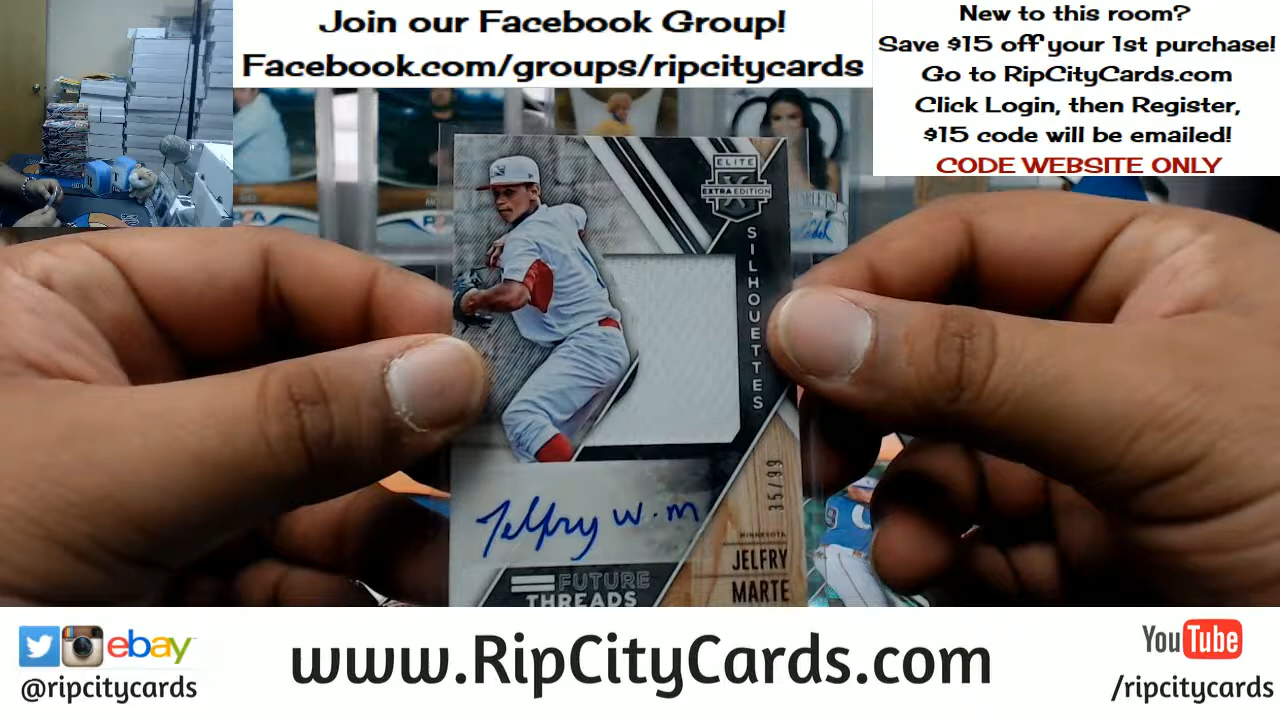 Join our Facebook Group!
Facebook.com/groups/ripcitycards
New to this room?
Save $15 off your 1st purchase!
Go to RipCityCards.com
Click Login, then Register,
$15 code will be emailed!
CODE WEBSITE ONLY
ELITE
EXTRA EDITION
SILHOUETTES
35/99
Jelfry W.M
MINNESOTA
JELFRY
MARTE
FUTURE
THREADS
ebay
@ripcitycards
www.RipCityCards.com
YouTube
/ripcitycards